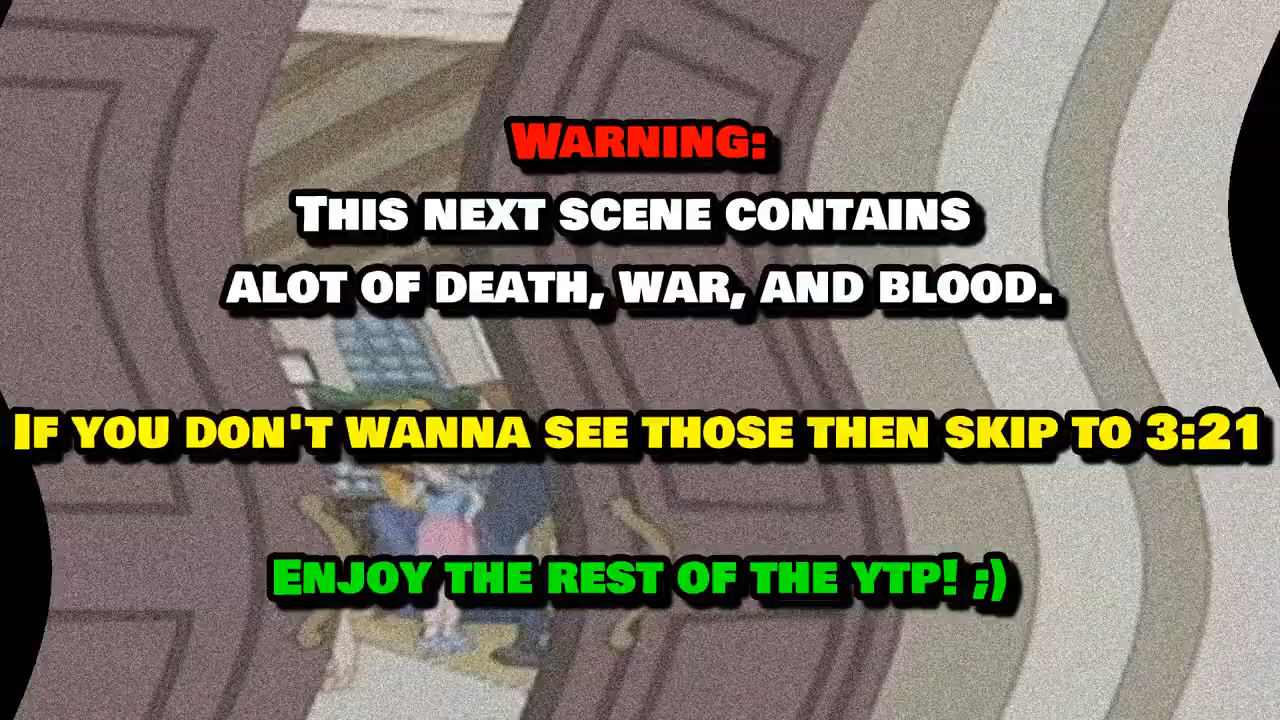 Warning:
This next scene contains
alot of death, war, and blood.
If you don't wanna see those then skip to 3:21
Enjoy the rest of the ytp! ;)